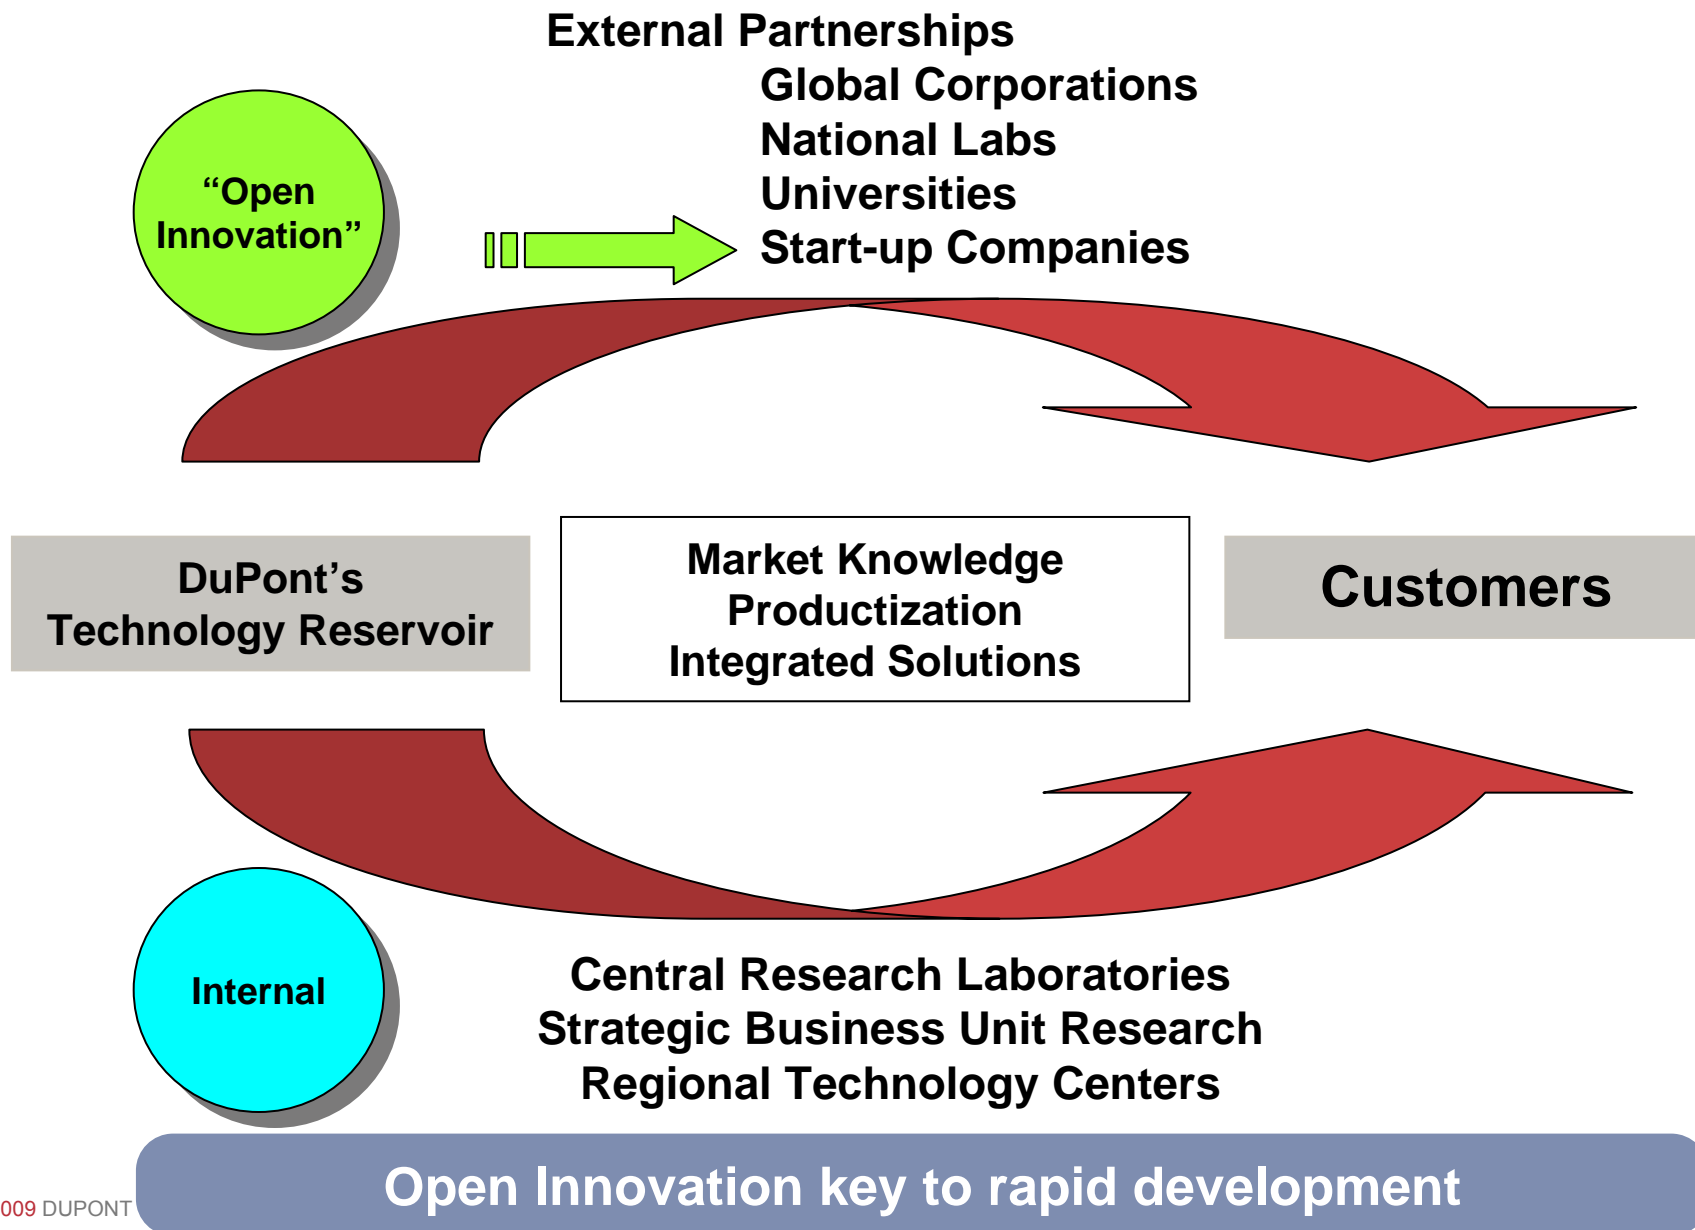 External Partnerships
Global Corporations
National Labs
Universities
Start-up Companies
“Open
Innovation”
DuPont’s
Technology Reservoir
Market Knowledge
Productization
Integrated Solutions
Customers
Internal
Central Research Laboratories
Strategic Business Unit Research
Regional Technology Centers
Open Innovation key to rapid development
009 DUPONT